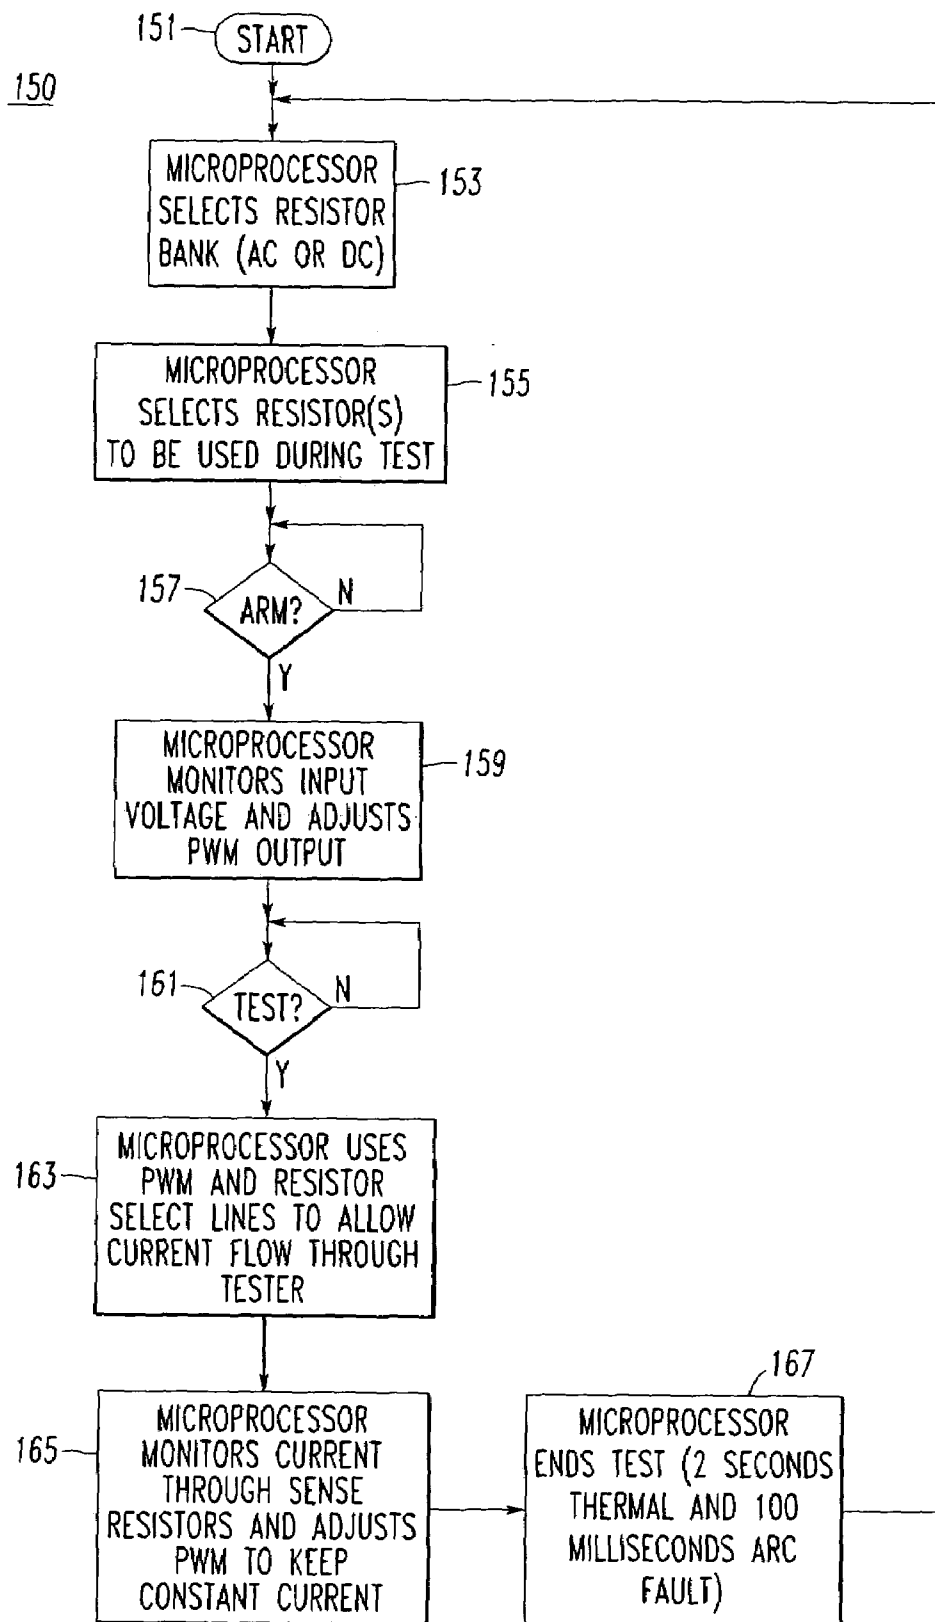 151
START
150
MICROPROCESSOR
SELECTS RESISTOR
BANK (AC OR DC)
153
MICROPROCESSOR
SELECTS RESISTOR(S)
TO BE USED DURING TEST
155
157
ARM?
N
Y
MICROPROCESSOR
MONITORS INPUT
VOLTAGE AND ADJUSTS
PWM OUTPUT
159
161
TEST?
N
Y
163
MICROPROCESSOR USES
PWM AND RESISTOR
SELECT LINES TO ALLOW
CURRENT FLOW THROUGH
TESTER
165
MICROPROCESSOR
MONITORS CURRENT
THROUGH SENSE
RESISTORS AND ADJUSTS
PWM TO KEEP
CONSTANT CURRENT
167
MICROPROCESSOR
ENDS TEST (2 SECONDS
THERMAL AND 100
MILLISECONDS ARC
FAULT)